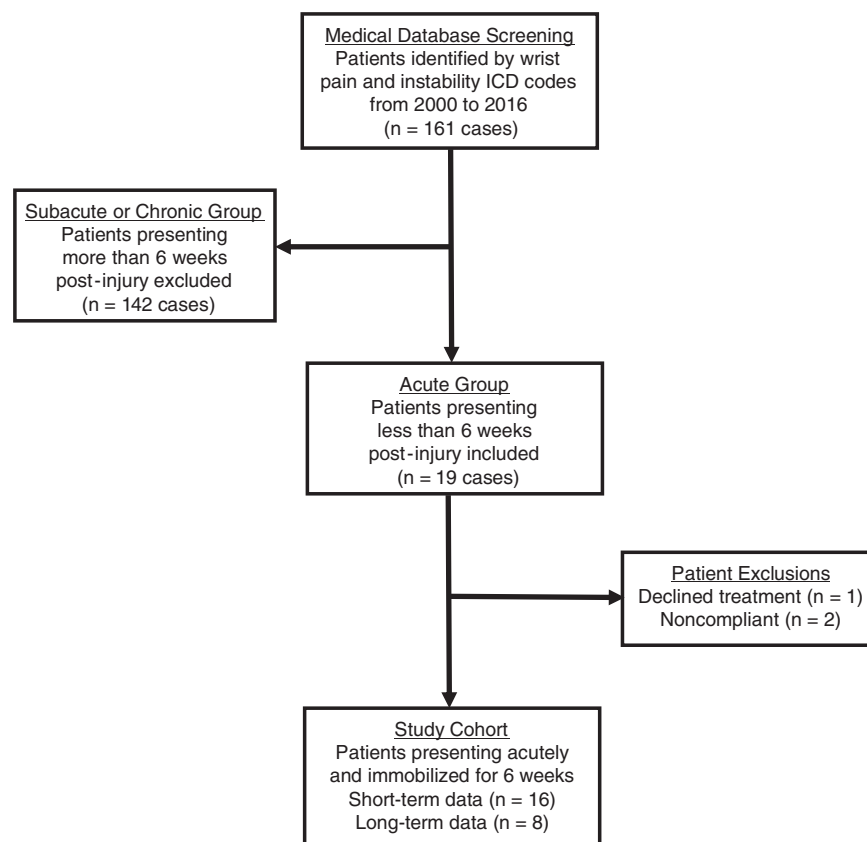 Medical Database Screening
Patients identified by wrist
pain and instability ICD codes
from 2000 to 2016
(n = 161 cases)
Subacute or Chronic Group
Patients presenting
more than 6 weeks
post-injury excluded
(n = 142 cases)
Acute Group
Patients presenting
less than 6 weeks
post-injury included
(n = 19 cases)
Patient Exclusions
Declined treatment (n = 1)
Noncompliant (n = 2)
Study Cohort
Patients presenting acutely
and immobilized for 6 weeks
Short-term data (n = 16)
Long-term data (n = 8)